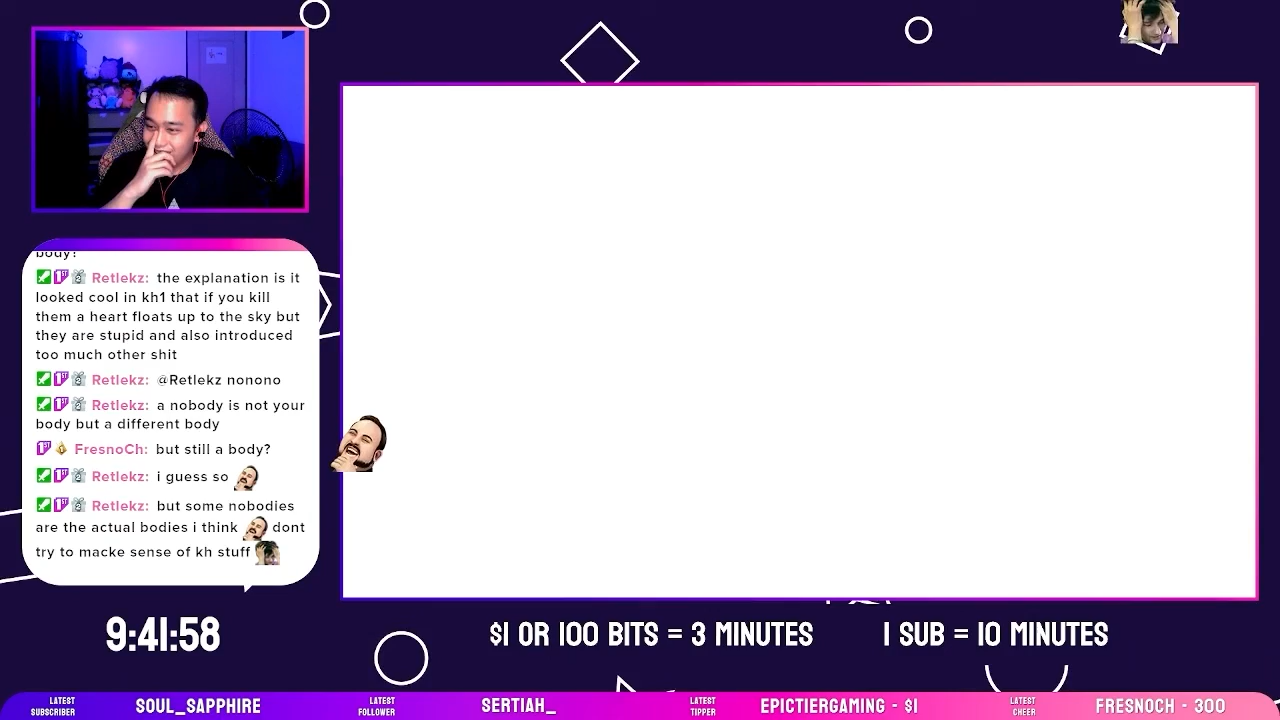 body?
Retlekz: the explanation is it
looked cool in kh1 that if you kill
them a heart floats up to the sky but
they are stupid and also introduced
too much other shit
Retlekz: @Retlekz nonono
Retlekz: a nobody is not your
body but a different body
FresnoCh: but still a body?
Retlekz: i guess so
Retlekz: but some nobodies
are the actual bodies i think dont
try to macke sense of kh stuff
9:41:58
$1 OR 100 BITS = 3 MINUTES
1 SUB = 10 MINUTES
LATEST
SUBSCRIBER
SOUL_SAPPHIRE
LATEST
FOLLOWER
SERTIAH_
LATEST
TIPPER
EPICTIERGAMING - $1
LATEST
CHEER
FRESNOCH - 300